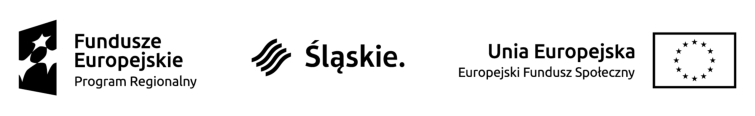 Fundusze
Europejskie
Program Regionalny
Śląskie.
Unia Europejska
Europejski Fundusz Społeczny